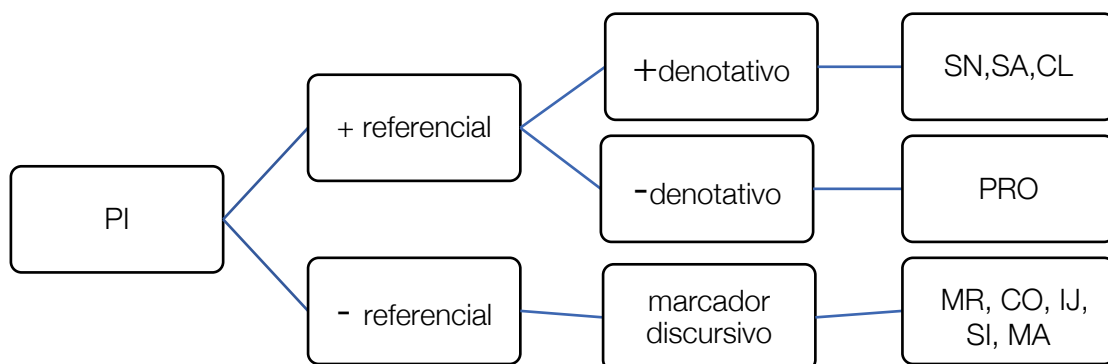 PI
+ referencial
+denotativo
SN,SA,CL
-denotativo
PRO
- referencial
marcador
discursivo
MR, CO, IJ,
SI, MA